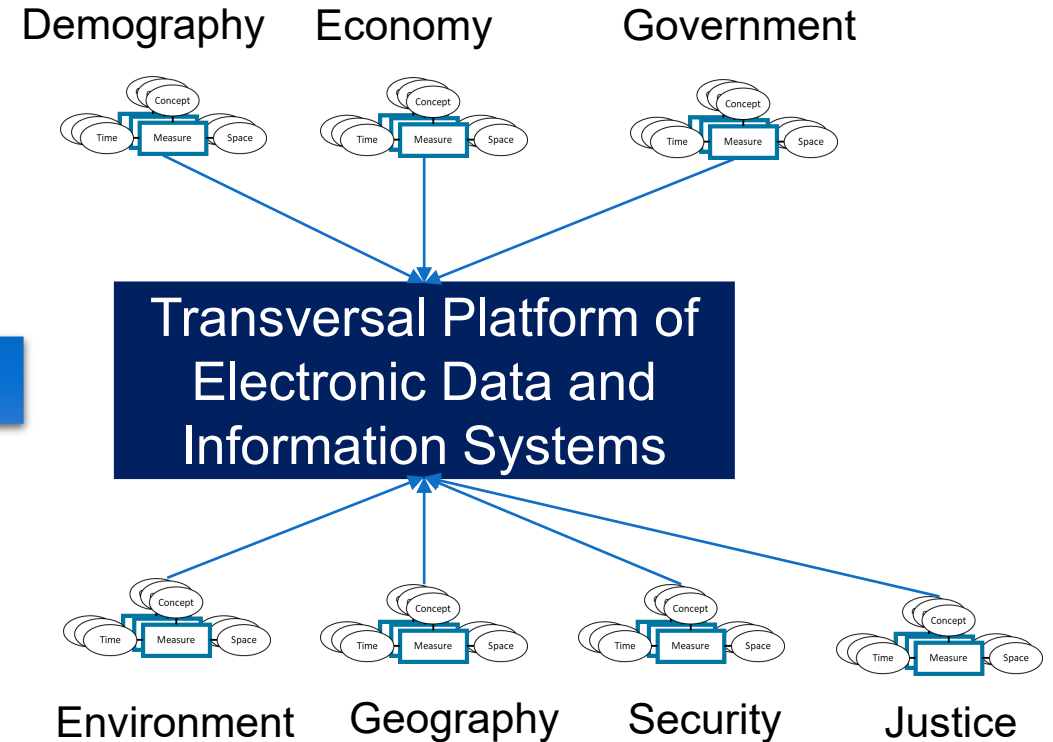 Demography
Economy
Government
Concept
Time
Measure
Space
Concept
Time
Measure
Space
Concept
Time
Measure
Space
Transversal Platform of
Electronic Data and
Information Systems
Concept
Time
Measure
Space
Concept
Time
Measure
Space
Concept
Time
Measure
Space
Concept
Time
Measure
Space
Environment
Geography
Security
Justice